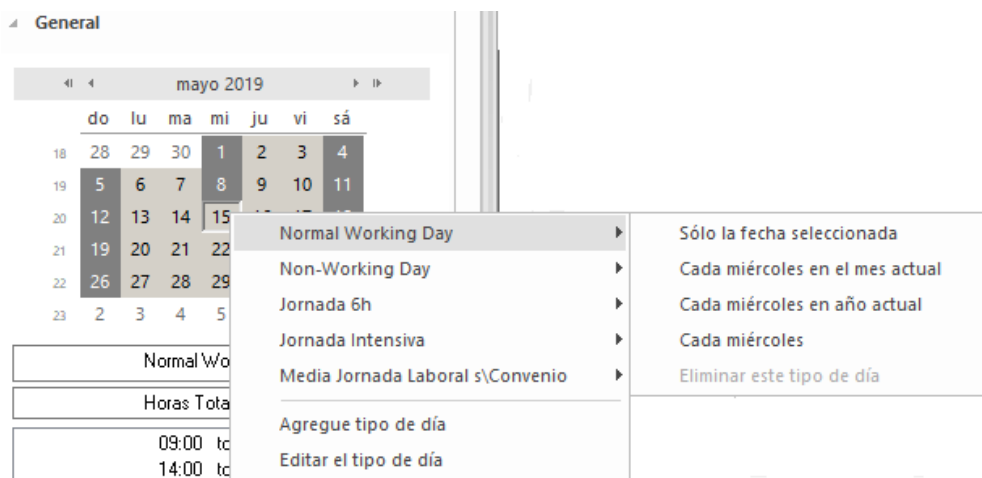 General
mayo 2019
do lu ma mi ju vi sá
18 28 29 30 1 2 3 4
19 5 6 7 8 9 10 11
20 12 13 14 15
21 19 20 21 22
22 26 27 28 29
23 2 3 4 5
Normal Working Day
Non-Working Day
Jornada 6h
Jornada Intensiva
Media Jornada Laboral s\Convenio
Agregue tipo de día
Editar el tipo de día
Sólo la fecha seleccionada
Cada miércoles en el mes actual
Cada miércoles en año actual
Cada miércoles
Eliminar este tipo de día
Normal Wo
Horas Tota
09:00 to
14:00 to